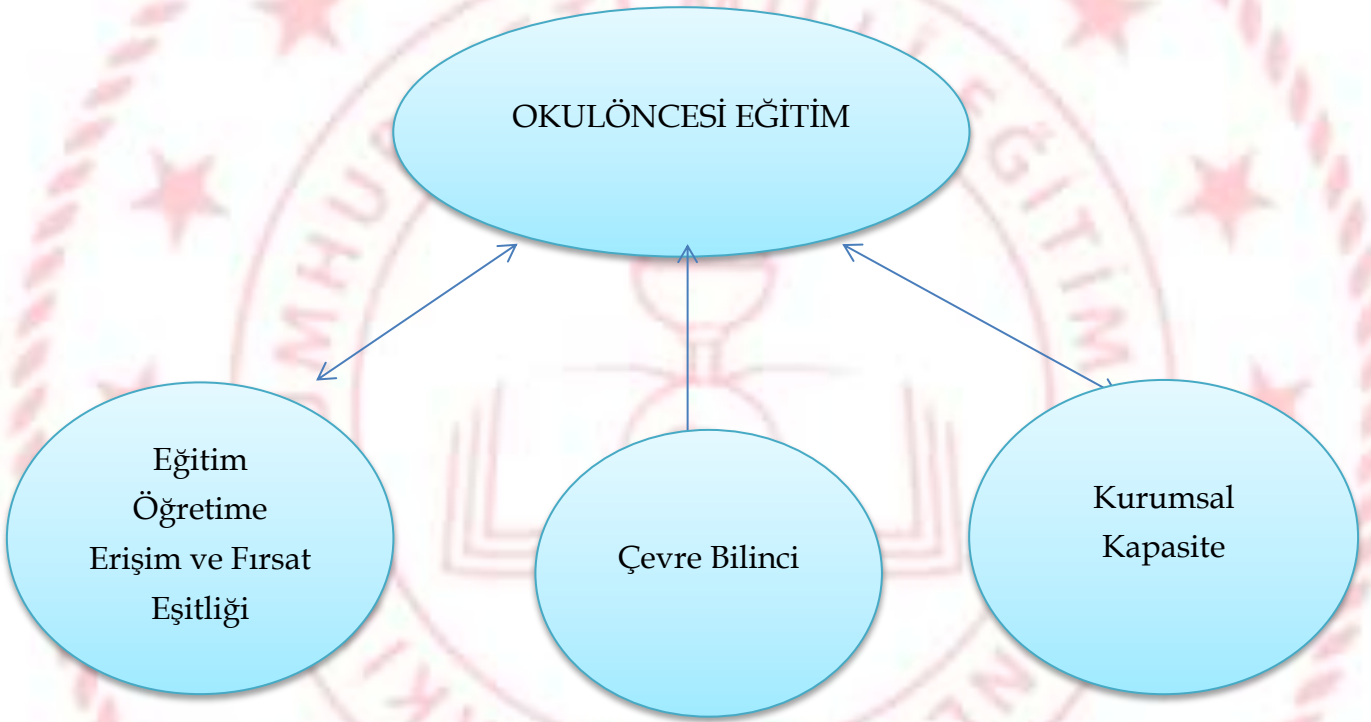 OKULÖNCESİ EĞİTİM
Eğitim
Öğretime
Erişim ve Fırsat
Eşitliği
Çevre Bilinci
Kurumsal
Kapasite